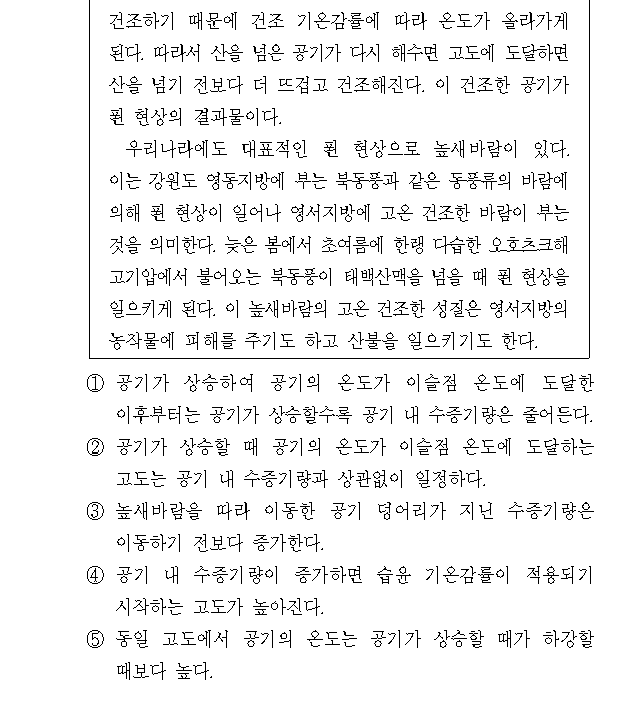 건조하기 때문에 건조 기온감률에 따라 온도가 올라가게
된다. 따라서 산을 넘은 공기가 다시 해수면 고도에 도달하면
산을 넘기 전보다 더 뜨겁고 건조해진다. 이 건조한 공기가
푄 현상의 결과물이다.
우리나라에도 대표적인 푄 현상으로 높새바람이 있다.
이는 강원도 영동지방에 부는 북동풍과 같은 동풍류의 바람에
의해 푄 현상이 일어나 영서지방에 고온 건조한 바람이 부는
것을 의미한다. 늦은 봄에서 초여름에 한랭 다습한 오호츠크해
고기압에서 불어오는 북동풍이 태백산맥을 넘을 때 푄 현상을
일으키게 된다. 이 높새바람의 고온 건조한 성질은 영서지방의
농작물에 피해를 주기도 하고 산불을 일으키기도 한다.
① 공기가 상승하여 공기의 온도가 이슬점 온도에 도달한
이후부터는 공기가 상승할수록 공기 내 수증기량은 줄어든다.
② 공기가 상승할 때 공기의 온도가 이슬점 온도에 도달하는
고도는 공기 내 수증기량과 상관없이 일정하다.
③ 높새바람을 따라 이동한 공기 덩어리가 지닌 수증기량은
이동하기 전보다 증가한다.
④ 공기 내 수증기량이 증가하면 습윤 기온감률이 적용되기
시작하는 고도가 높아진다.
⑤ 동일 고도에서 공기의 온도는 공기가 상승할 때가 하강할
때보다 높다.